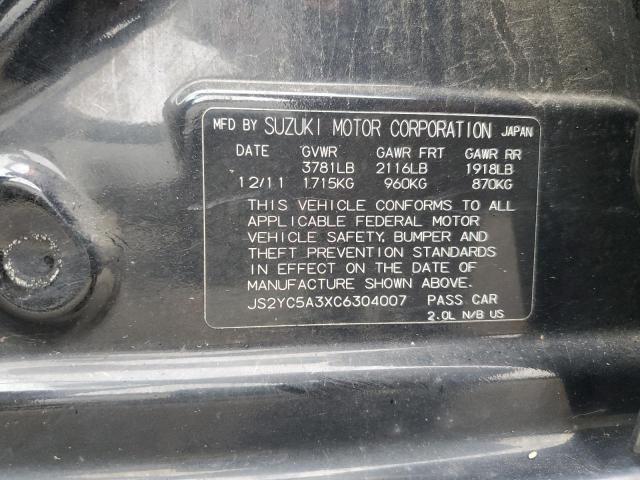 MFD BY SUZUKI MOTOR CORPORATION JAPAN
DATE GVWR GAWR FRT GAWR RR
3781LB 2116LB 1918LB
12/11 1715KG 960KG 870KG
THIS VEHICLE CONFORMS TO ALL
APPLICABLE FEDERAL MOTOR
VEHICLE SAFETY, BUMPER AND
THEFT PREVENTION STANDARDS
IN EFFECT ON THE DATE OF
MANUFACTURE SHOWN ABOVE.
JS2YC5A3XC6304007 PASS CAR
2.0L N/B US